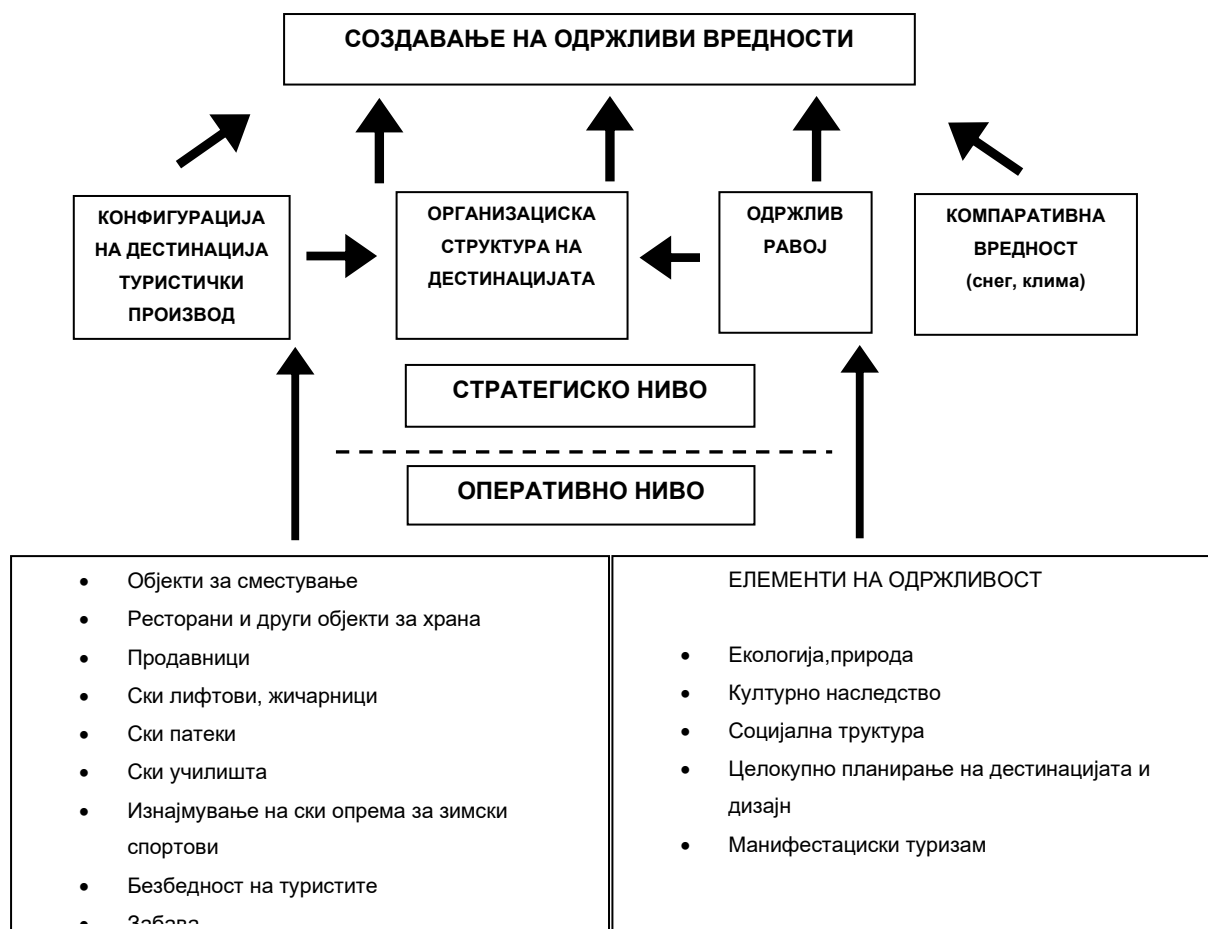 СОЗДАВАЊЕ НА ОДРЖЛИВИ ВРЕДНОСТИ
КОНФИГУРАЦИЈА
НА ДЕСТИНАЦИЈА
ТУРИСТИЧКИ
ПРОИЗВОД
ОРГАНИЗАЦИСКА
СТРУКТУРА НА
ДЕСТИНАЦИЈАТА
ОДРЖЛИВ
РАВОЈ
КОМПАРАТИВНА
ВРЕДНОСТ
(снег, клима)
СТРАТЕГИСКО НИВО
ОПЕРАТИВНО НИВО
• Објекти за сместување
• Ресторани и други објекти за храна
• Продавници
• Ски лифтови, жичарници
• Ски патеки
• Ски училишта
• Изнајмување на ски опрема за зимски
спортови
• Безбедност на туристите
• Забава
ЕЛЕМЕНТИ НА ОДРЖЛИВОСТ
• Екологија,природа
• Културно наследство
• Социјална труктура
• Целокупно планирање на дестинацијата и
дизајн
• Манифестациски туризам